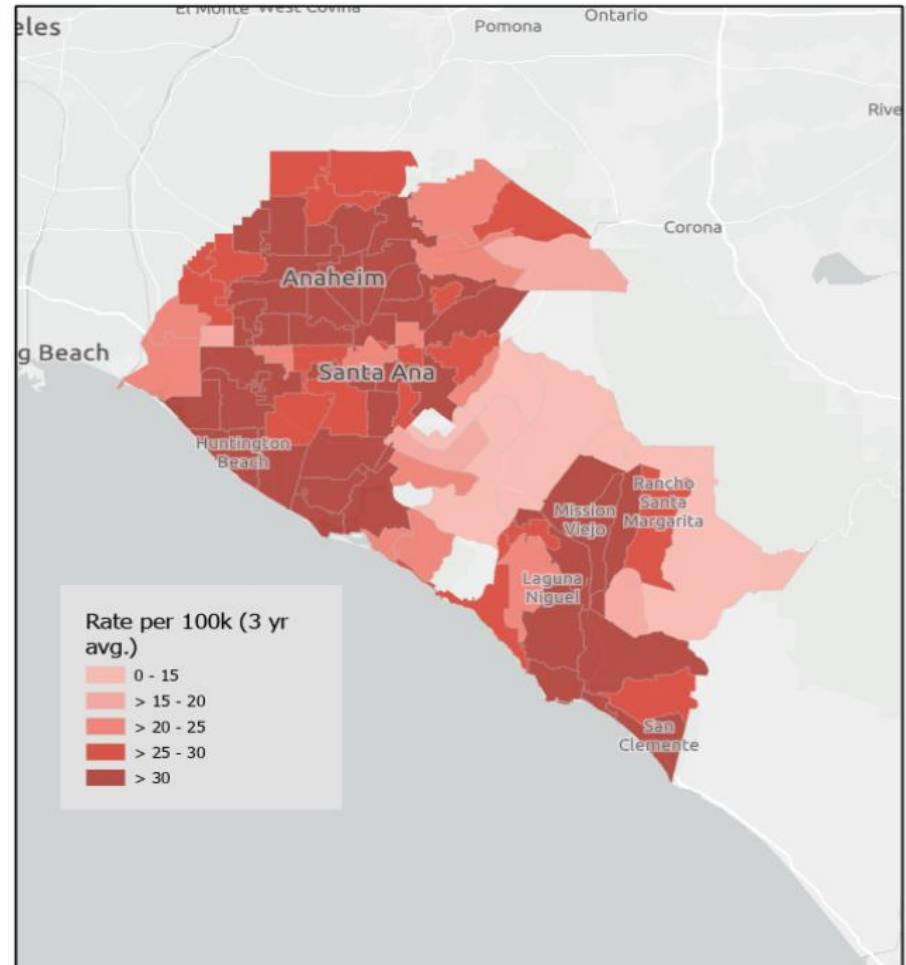 El Monte West Covina
eles
Pomona
Ontario
Rive
Corona
Anaheim
g Beach
Santa Ana
Huntington
Beach
Rancho
Santa
Margarita
Mission
Viejo
Laguna
Niguel
San
Clemente
Rate per 100k (3 yr
avg.)
0 - 15
> 15 - 20
> 20 - 25
> 25 - 30
> 30